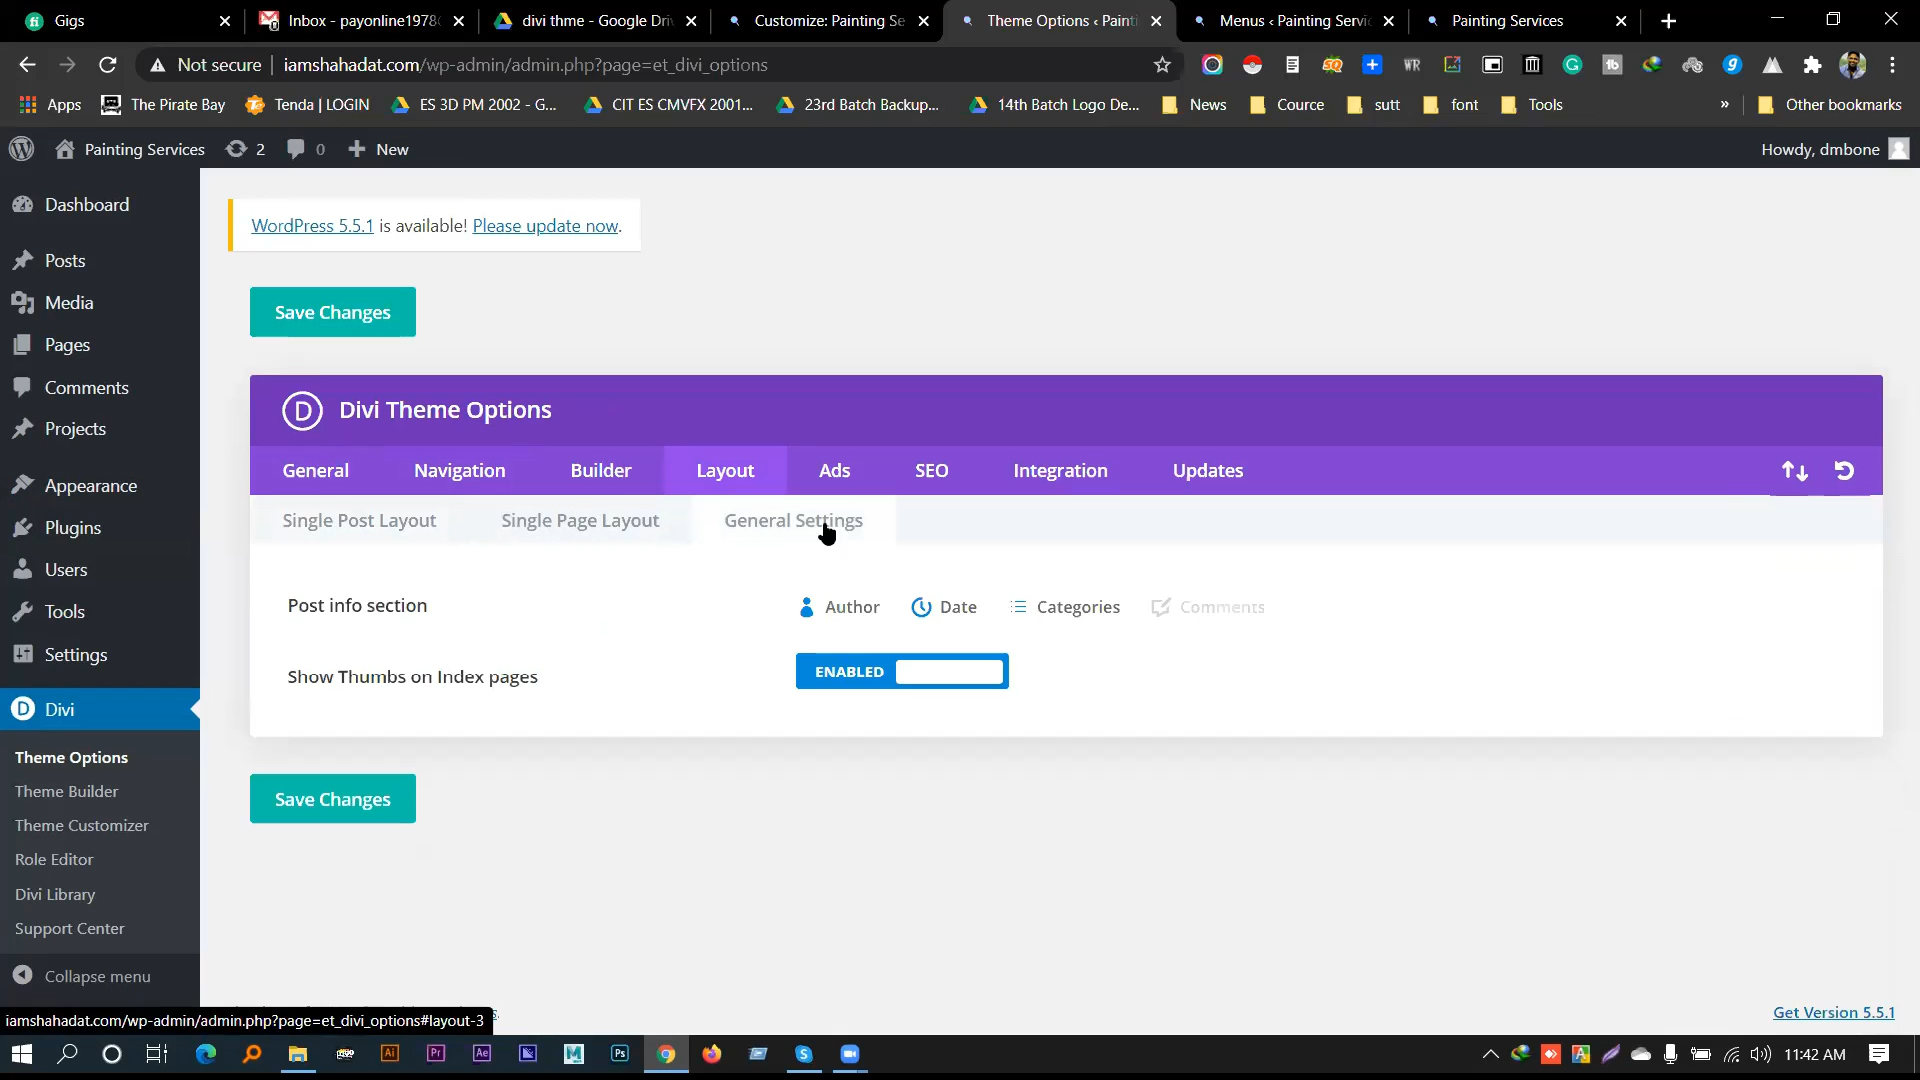 Gigs
Inbox - payonline1978
divi thme - Google Dri
Customize: Painting Se
Theme Options ‹ Painti
Menus ‹ Painting Servic
Painting Services
Not secure
iamshahadat.com/wp-admin/admin.php?page=et_divi_options
Apps
The Pirate Bay
Tenda | LOGIN
ES 3D PM 2002 - G...
CIT ES CMVFX 2001...
23rd Batch Backup...
14th Batch Logo De...
News
Cource
sutt
font
Tools
»
Other bookmarks
Painting Services
2
0
New
Howdy, dmbone
Dashboard
Posts
Media
Pages
Comments
Projects
Appearance
Plugins
Users
Tools
Settings
Divi
Theme Options
Theme Builder
Theme Customizer
Role Editor
Divi Library
Support Center
Collapse menu
WordPress 5.5.1 is available! Please update now.
Save Changes
D Divi Theme Options
General
Navigation
Builder
Layout
Ads
SEO
Integration
Updates
Single Post Layout
Single Page Layout
General Settings
Post info section
Author
Date
Categories
Comments
Show Thumbs on Index pages
ENABLED
Save Changes
Get Version 5.5.1
iamshahadat.com/wp-admin/admin.php?page=et_divi_options#layout-3
Ai
Pr
Ae
Ps
11:42 AM